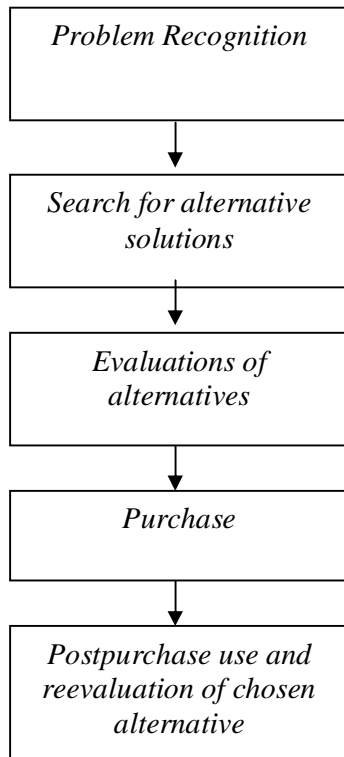 Problem Recognition
Search for alternative
solutions
Evaluations of
alternatives
Purchase
Postpurchase use and
reevaluation of chosen
alternative